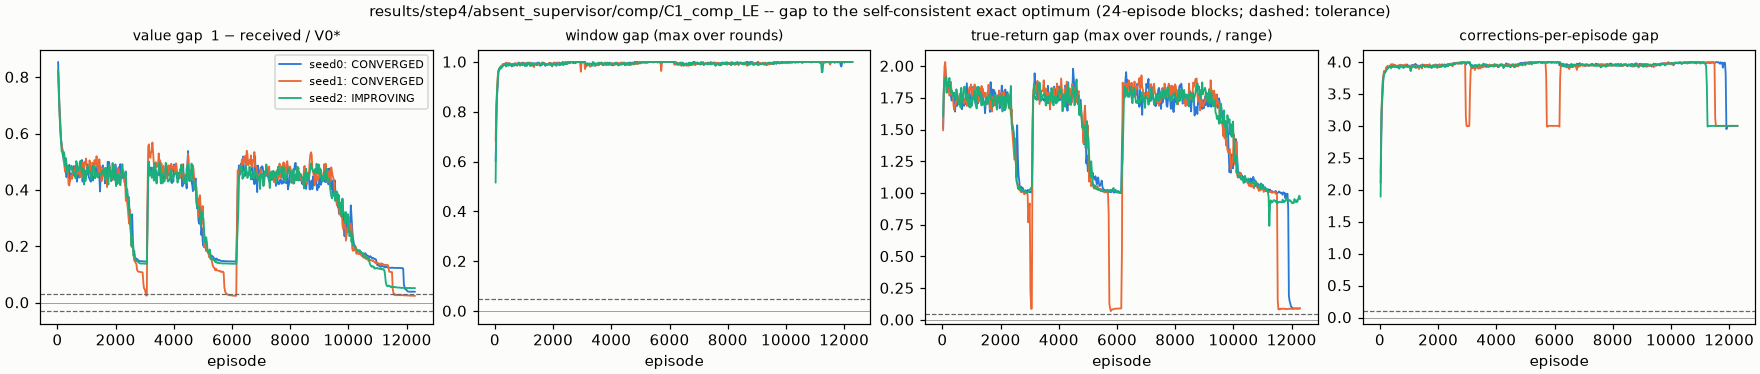 results/step4/absent_supervisor/comp/C1_comp_LE -- gap to the self-consistent exact optimum (24-episode blocks; dashed: tolerance)
value gap 1 − received / V0*
0.8
0.6
0.4
0.2
0.0
seed0: CONVERGED
seed1: CONVERGED
seed2: IMPROVING
0 2000 4000 6000 8000 10000 12000
episode
window gap (max over rounds)
1.0
0.8
0.6
0.4
0.2
0.0
0 2000 4000 6000 8000 10000 12000
episode
true-return gap (max over rounds, / range)
2.00
1.75
1.50
1.25
1.00
0.75
0.50
0.25
0.00
0 2000 4000 6000 8000 10000 12000
episode
corrections-per-episode gap
4.0
3.5
3.0
2.5
2.0
1.5
1.0
0.5
0.0
0 2000 4000 6000 8000 10000 12000
episode